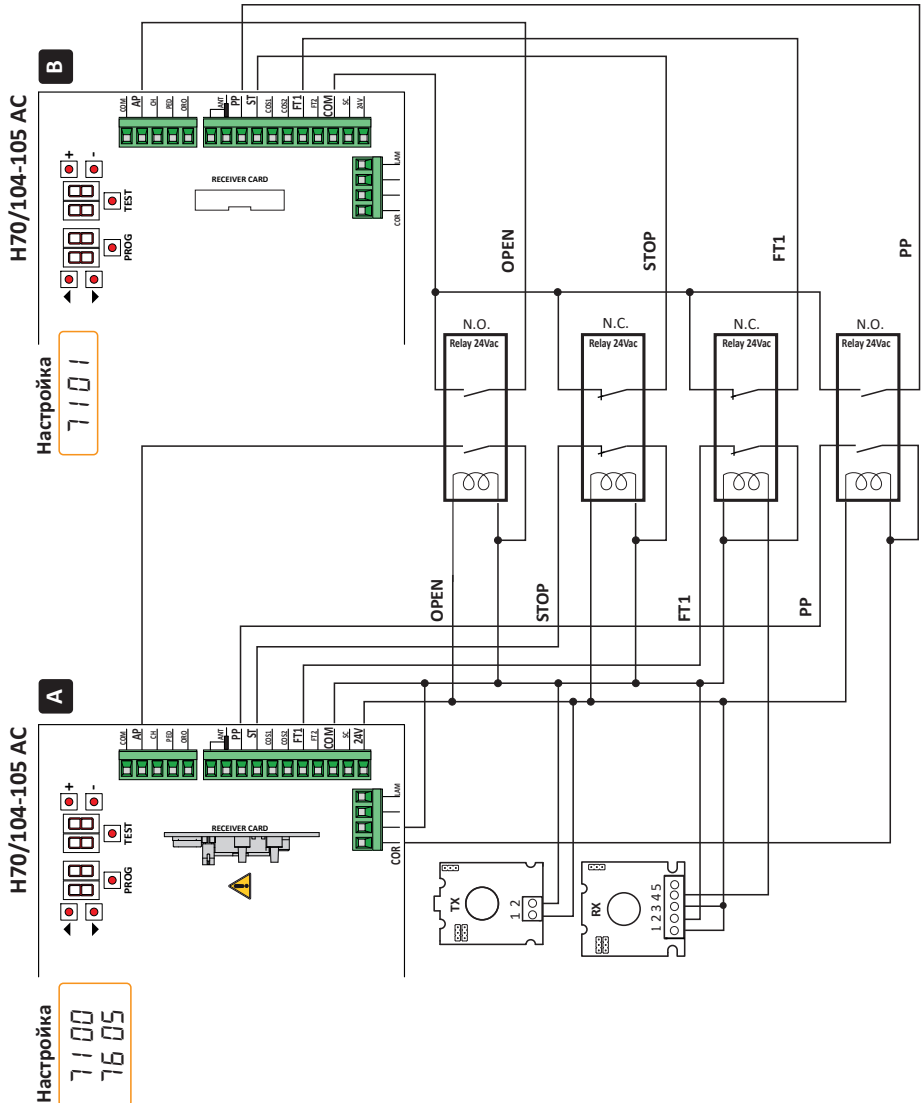 H70/104-105 AC
A
Настройка
71 00
76 05
PROG
TEST
+
-
RECEIVER CARD
COM
AP
CH
PED
ORO
ANT
PP
ST
COS1
COS2
FT1
FT2
COM
SC
24V
COR
LAM
TX
1 2
RX
1 2 3 4 5
OPEN
STOP
FT1
PP
N.O.
Relay 24Vac
N.C.
Relay 24Vac
N.C.
Relay 24Vac
N.O.
Relay 24Vac
OPEN
STOP
FT1
PP
H70/104-105 AC
B
Настройка
71 01
PROG
TEST
+
-
RECEIVER CARD
COM
AP
CH
PED
ORO
ANT
PP
ST
COS1
COS2
FT1
FT2
COM
SC
24V
COR
LAM